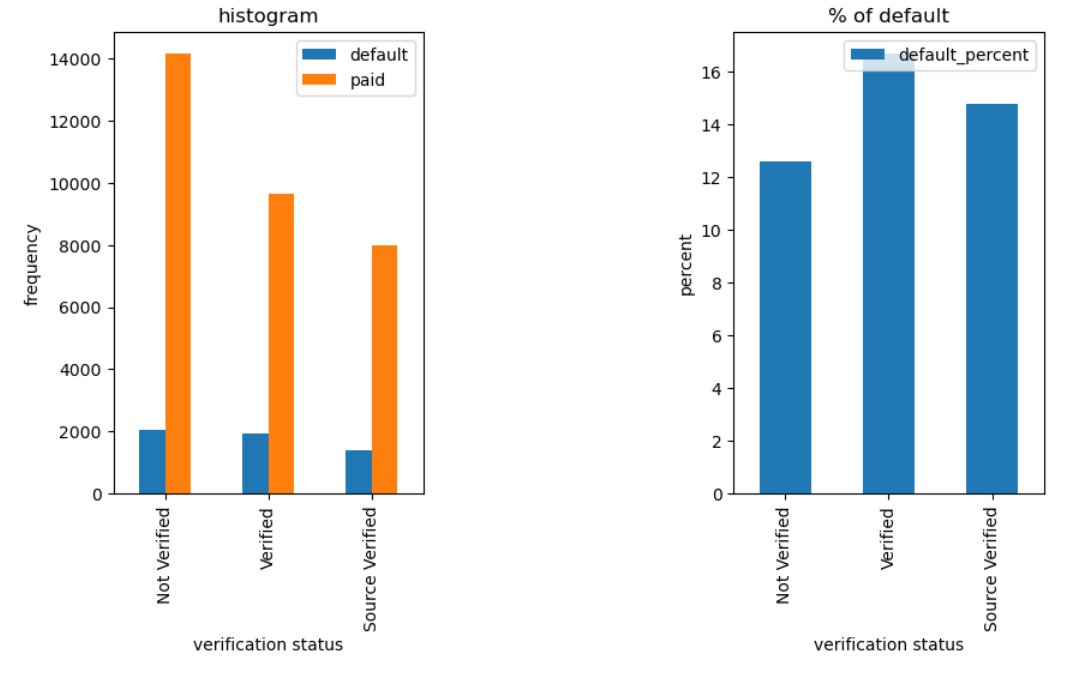 histogram
default
paid
14000
12000
10000
8000
6000
4000
2000
0
frequency
Not Verified
Verified
Source Verified
verification status
% of default
default_percent
16
14
12
10
8
6
4
2
0
percent
Not Verified
Verified
Source Verified
verification status